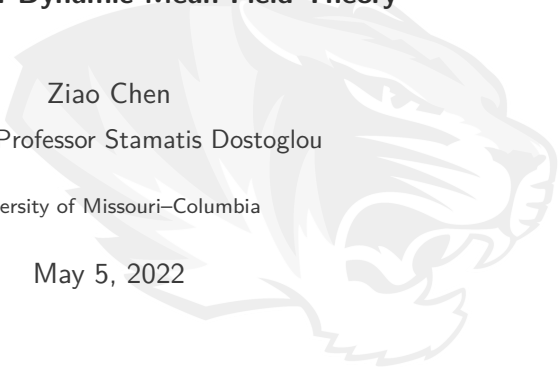 Dynamic Mean Field Theory
Ziao Chen
Professor Stamatis Dostoglou
ersity of Missouri–Columbia
May 5, 2022